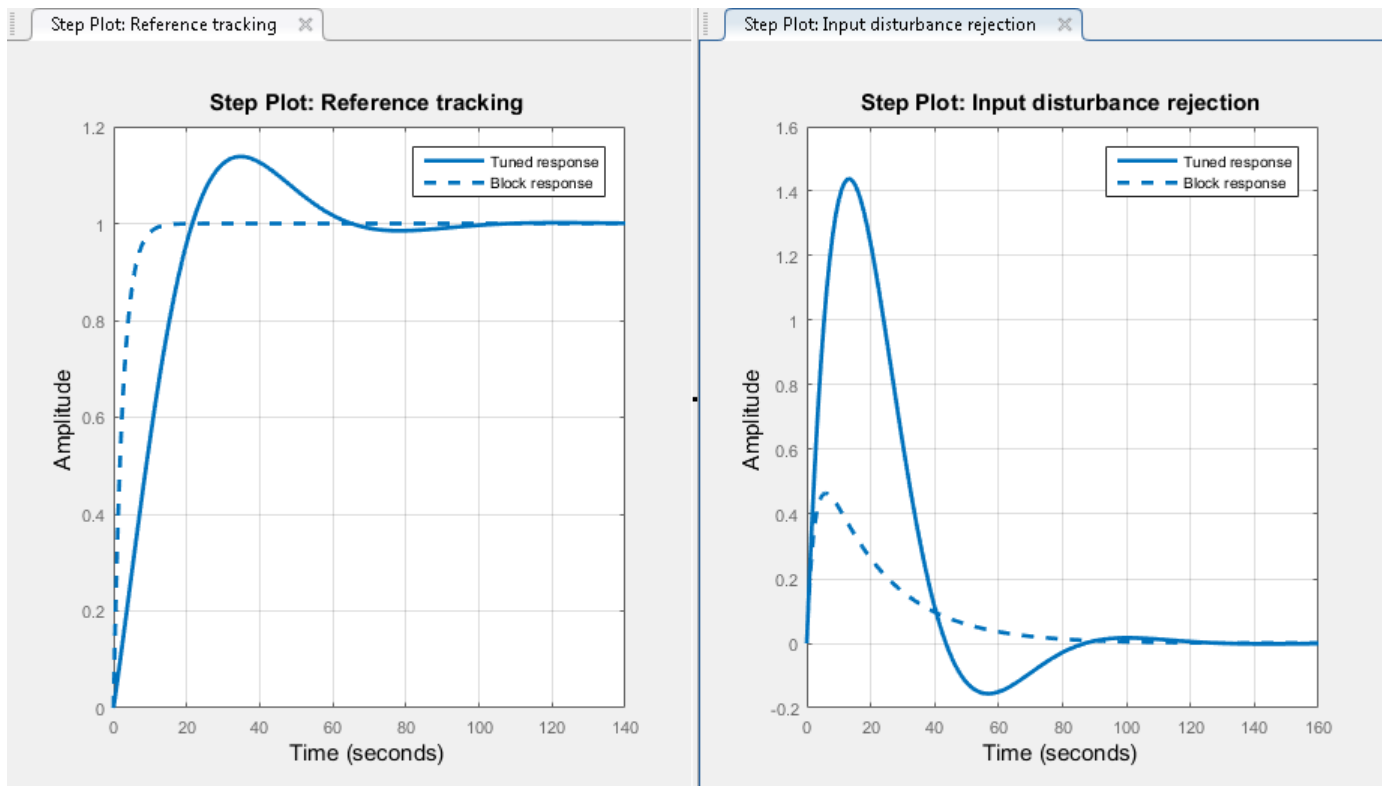 Step Plot: Reference tracking
Step Plot: Input disturbance rejection
Step Plot: Reference tracking
Tuned response
Block response
1.2
1
0.8
0.6
0.4
0.2
0
Amplitude
0 20 40 60 80 100 120 140
Time (seconds)
Step Plot: Input disturbance rejection
Tuned response
Block response
1.6
1.4
1.2
1
0.8
0.6
0.4
0.2
0
-0.2
Amplitude
0 20 40 60 80 100 120 140 160
Time (seconds)